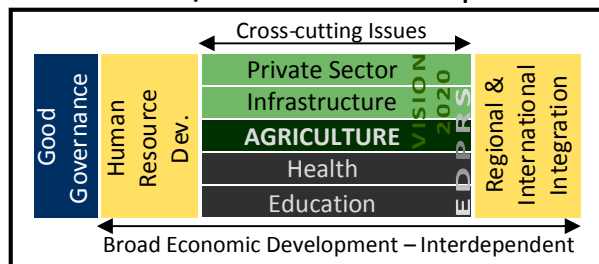 Cross-cutting Issues
Good
Governance
Human
Resource
Dev.
Private Sector
Infrastructure
AGRICULTURE
Health
Education
VISION
2020
EDPRS
Regional &
International
Integration
Broad Economic Development – Interdependent